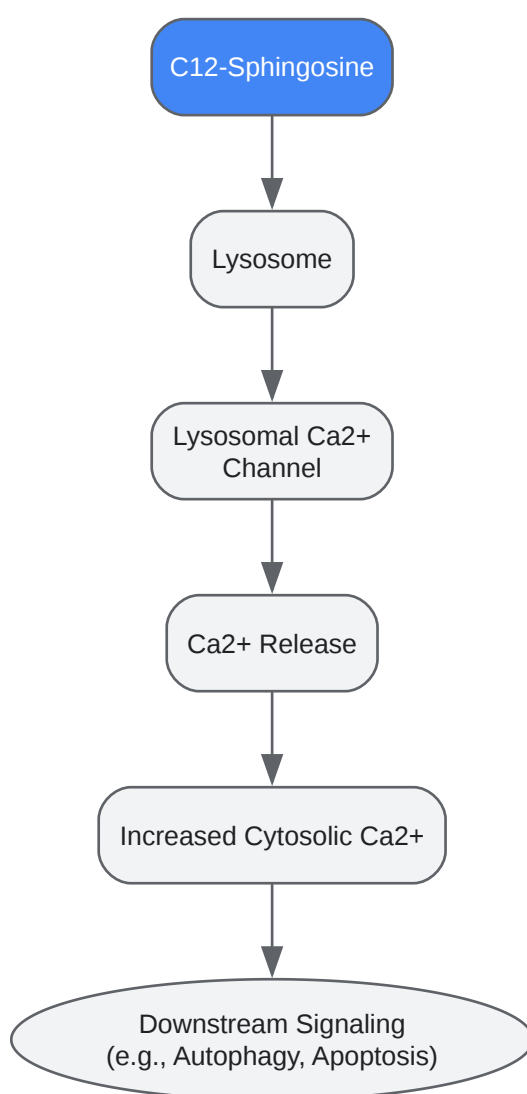 C12-Sphingosine
Lysosome
Lysosomal Ca2+
Channel
Ca2+ Release
Increased Cytosolic Ca2+
Downstream Signaling
(e.g., Autophagy, Apoptosis)